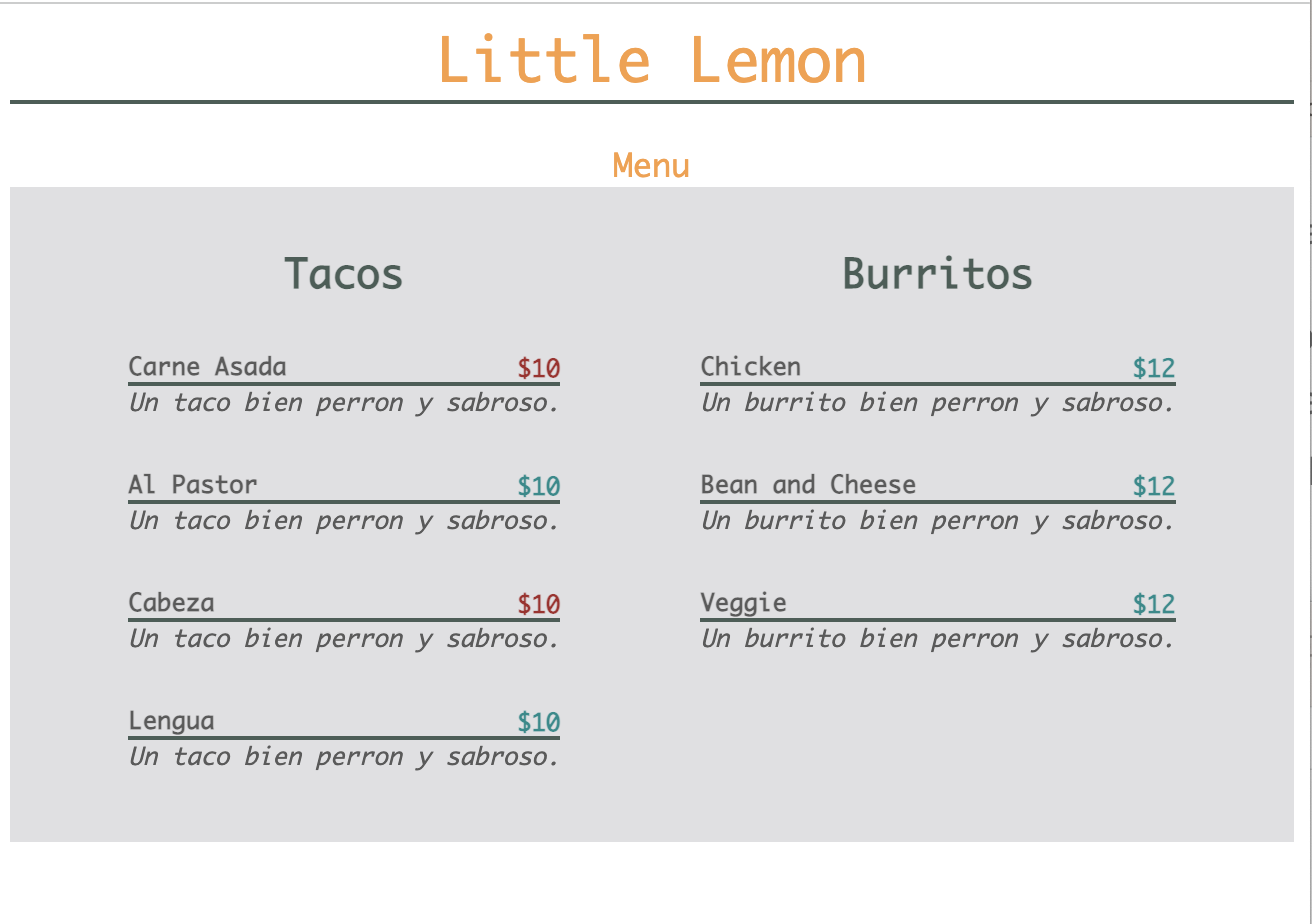 Little Lemon
Menu
Tacos
Carne Asada $10
Un taco bien perron y sabroso.
Al Pastor $10
Un taco bien perron y sabroso.
Cabeza $10
Un taco bien perron y sabroso.
Lengua $10
Un taco bien perron y sabroso.
Burritos
Chicken $12
Un burrito bien perron y sabroso.
Bean and Cheese $12
Un burrito bien perron y sabroso.
Veggie $12
Un burrito bien perron y sabroso.